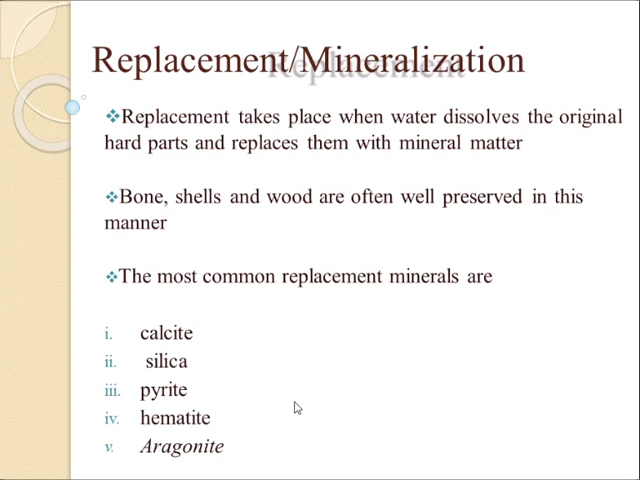 Replacement/Mineralization
❖Replacement takes place when water dissolves the original
hard parts and replaces them with mineral matter
❖Bone, shells and wood are often well preserved in this
manner
❖The most common replacement minerals are
i. calcite
ii. silica
iii. pyrite
iv. hematite
v. Aragonite